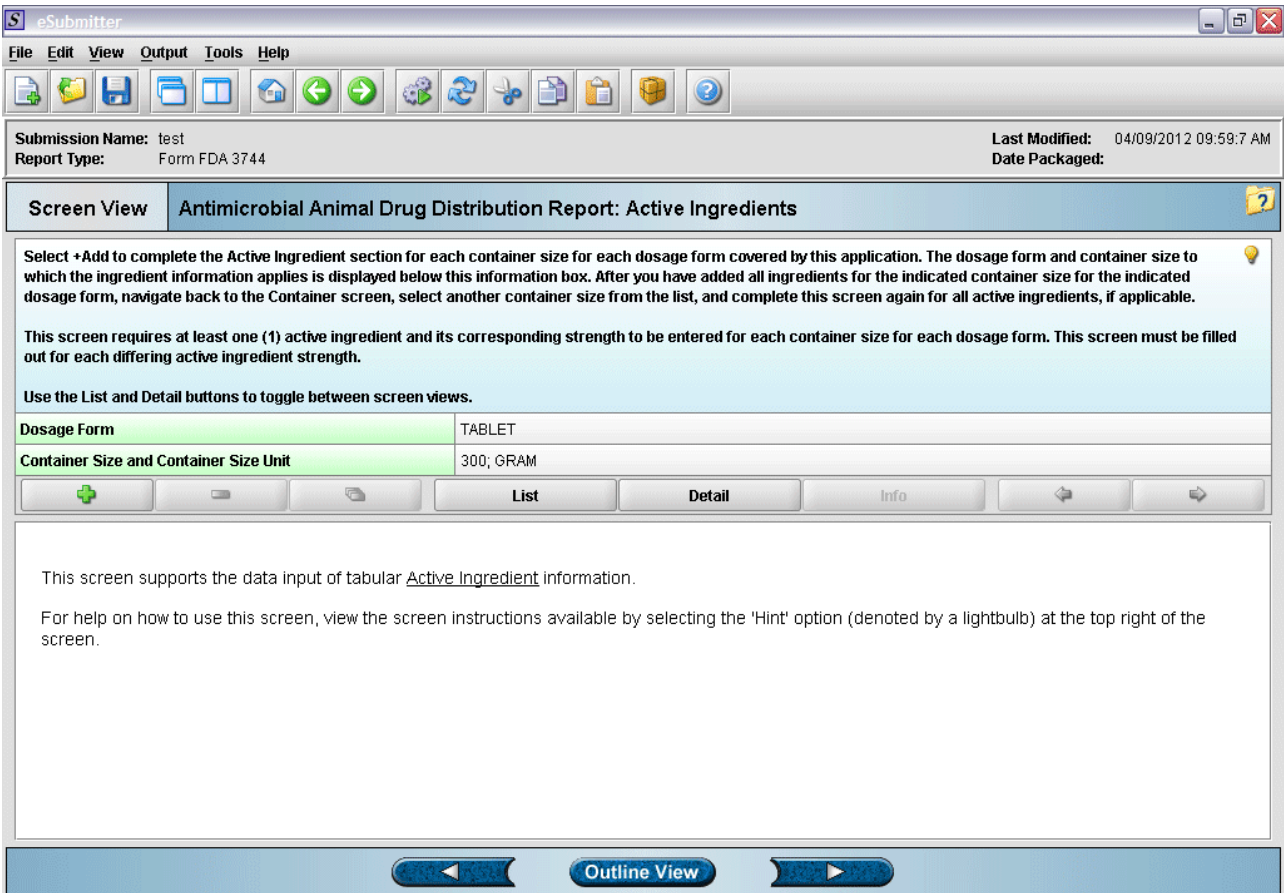 S eSubmitter
File Edit View Output Tools Help
Submission Name: test
Last Modified: 04/09/2012 09:59:7 AM
Report Type: Form FDA 3744
Date Packaged:
Screen View
Antimicrobial Animal Drug Distribution Report: Active Ingredients
Select +Add to complete the Active Ingredient section for each container size for each dosage form covered by this application. The dosage form and container size to
which the ingredient information applies is displayed below this information box. After you have added all ingredients for the indicated container size for the indicated
dosage form, navigate back to the Container screen, select another container size from the list, and complete this screen again for all active ingredients, if applicable.
This screen requires at least one (1) active ingredient and its corresponding strength to be entered for each container size for each dosage form. This screen must be filled
out for each differing active ingredient strength.
Use the List and Detail buttons to toggle between screen views.
Dosage Form TABLET
Container Size and Container Size Unit 300; GRAM
List Detail Info
This screen supports the data input of tabular Active Ingredient information.
For help on how to use this screen, view the screen instructions available by selecting the 'Hint' option (denoted by a lightbulb) at the top right of the
screen.
Outline View